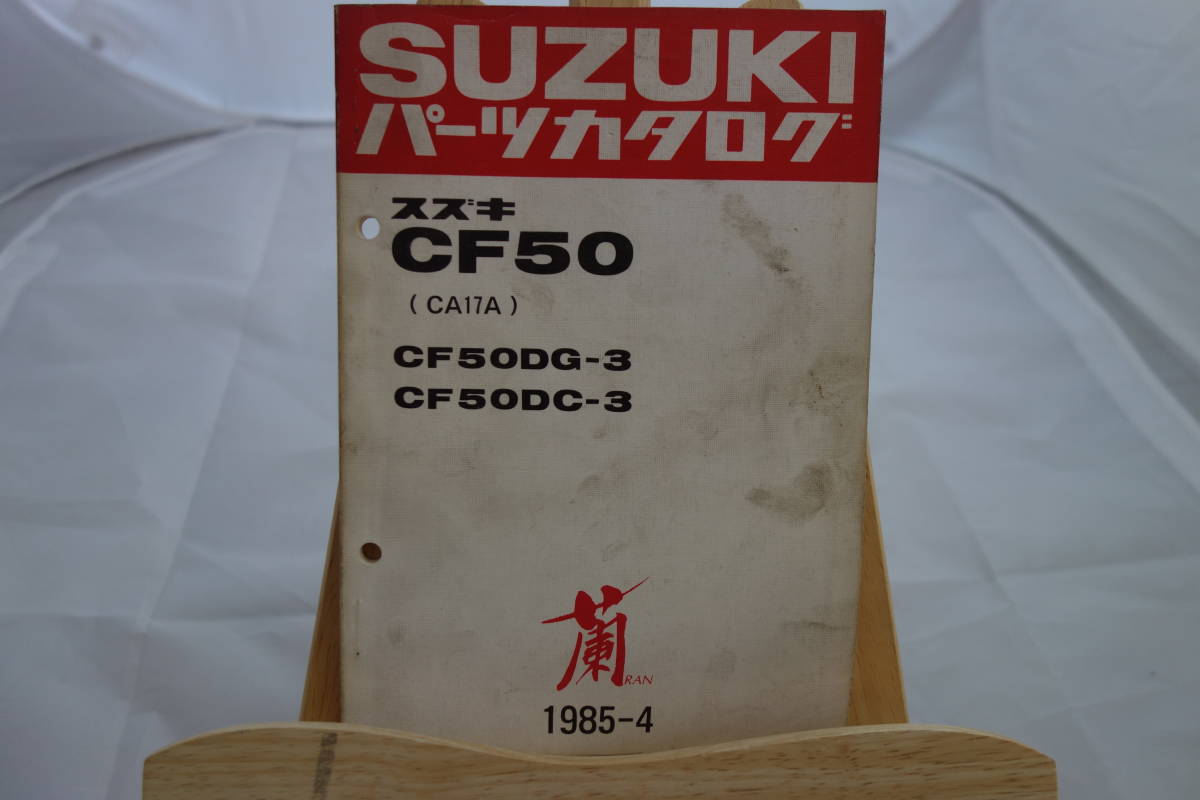 SUZUKI
パーツカタログ
スズキ
CF50
( CA17A )
CF50DG-3
CF50DC-3
蘭
RAN
1985-4